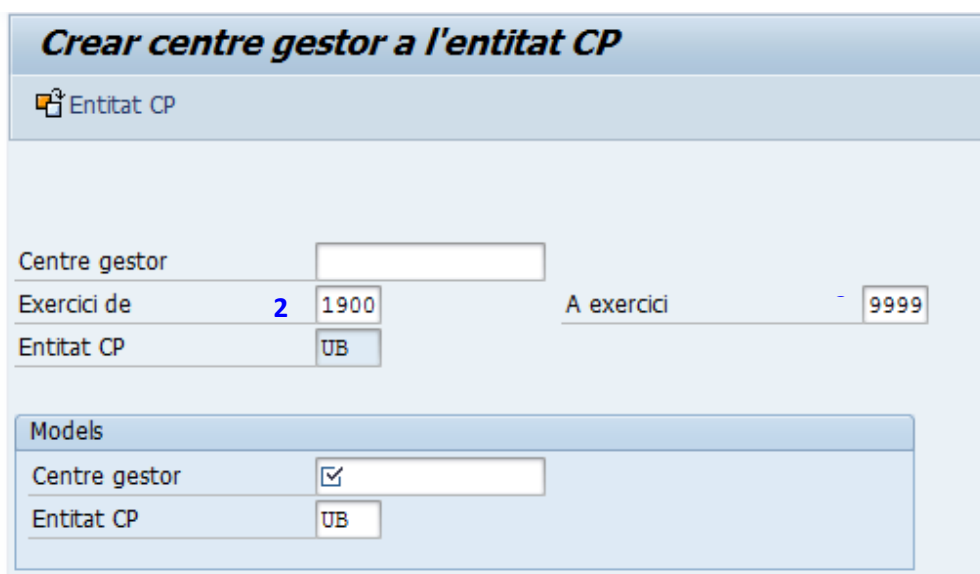 Crear centre gestor a l'entitat CP
Entitat CP
Centre gestor
Exercici de 2 1900 A exercici - 9999
Entitat CP UB
Models
Centre gestor
Entitat CP UB